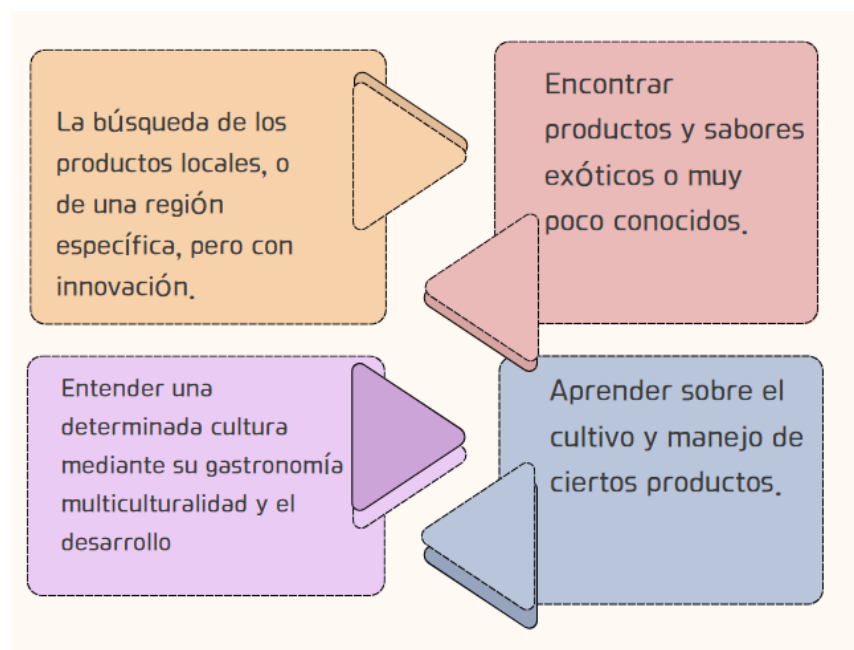 La búsqueda de los
productos locales, o
de una región
específica, pero con
innovación.
Encontrar
productos y sabores
exóticos o muy
poco conocidos.
Entender una
determinada cultura
mediante su gastronomía
multiculturalidad y el
desarrollo
Aprender sobre el
cultivo y manejo de
ciertos productos.